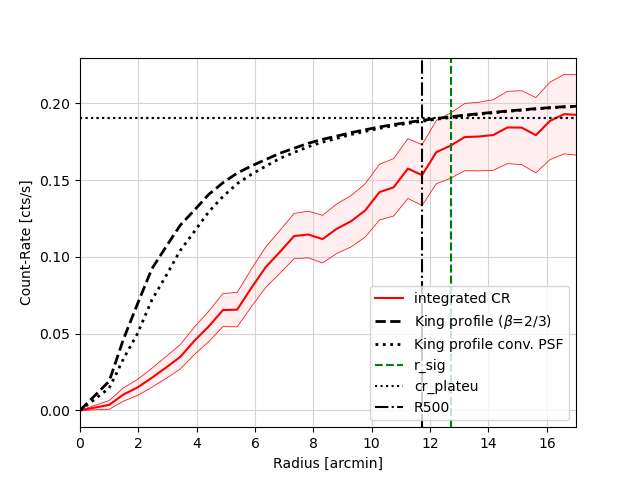 0.20
0.15
0.10
0.05
0.00
Count-Rate [cts/s]
integrated CR
King profile (β=2/3)
King profile conv. PSF
r_sig
cr_plateu
R500
0 2 4 6 8 10 12 14 16
Radius [arcmin]